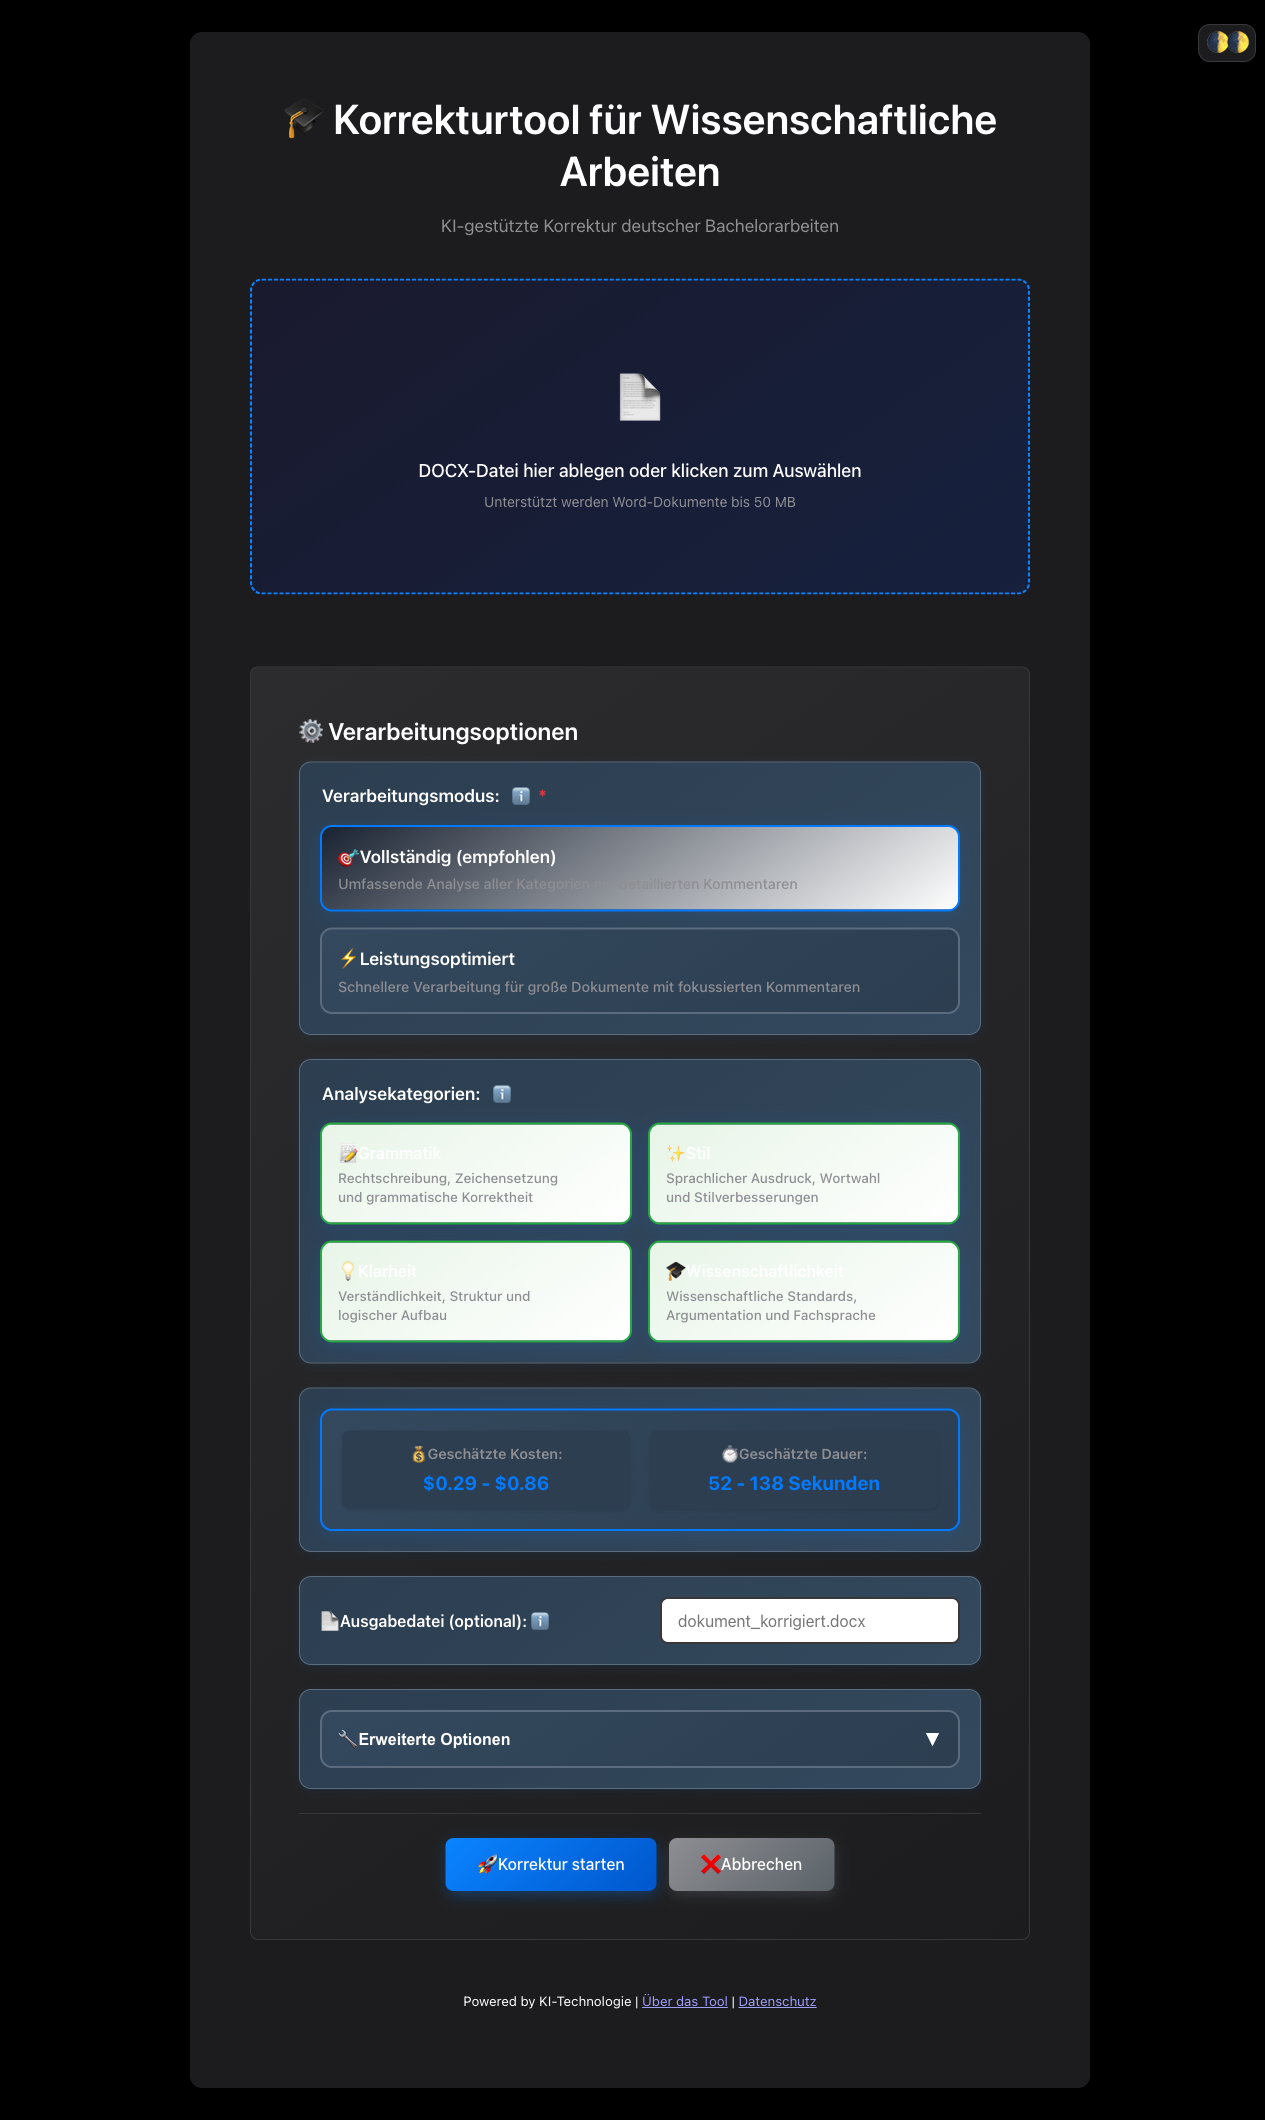 Korrekturtool für Wissenschaftliche
Arbeiten
KI-gestützte Korrektur deutscher Bachelorarbeiten
DOCX-Datei hier ablegen oder klicken zum Auswählen
Unterstützt werden Word-Dokumente bis 50 MB
Verarbeitungsoptionen
Verarbeitungsmodus: ℹ️ *
Vollständig (empfohlen)
Umfassende Analyse aller Kategorien detaillierten Kommentaren
Leistungsoptimiert
Schnellere Verarbeitung für große Dokumente mit fokussierten Kommentaren
Analysekategorien: ℹ️
Grammatik
Rechtschreibung, Zeichensetzung
und grammatische Korrektheit
Stil
Sprachlicher Ausdruck, Wortwahl
und Stilverbesserungen
Klarheit
Verständlichkeit, Struktur und
logischer Aufbau
Wissenschaftlichkeit
Wissenschaftliche Standards,
Argumentation und Fachsprache
Geschätzte Kosten:
$0.29 - $0.86
Geschätzte Dauer:
52 - 138 Sekunden
Ausgabedatei (optional): ℹ️
dokument_korrigiert.docx
Erweiterte Optionen ▼
Korrektur starten
Abbrechen
Powered by KI-Technologie | Über das Tool | Datenschutz